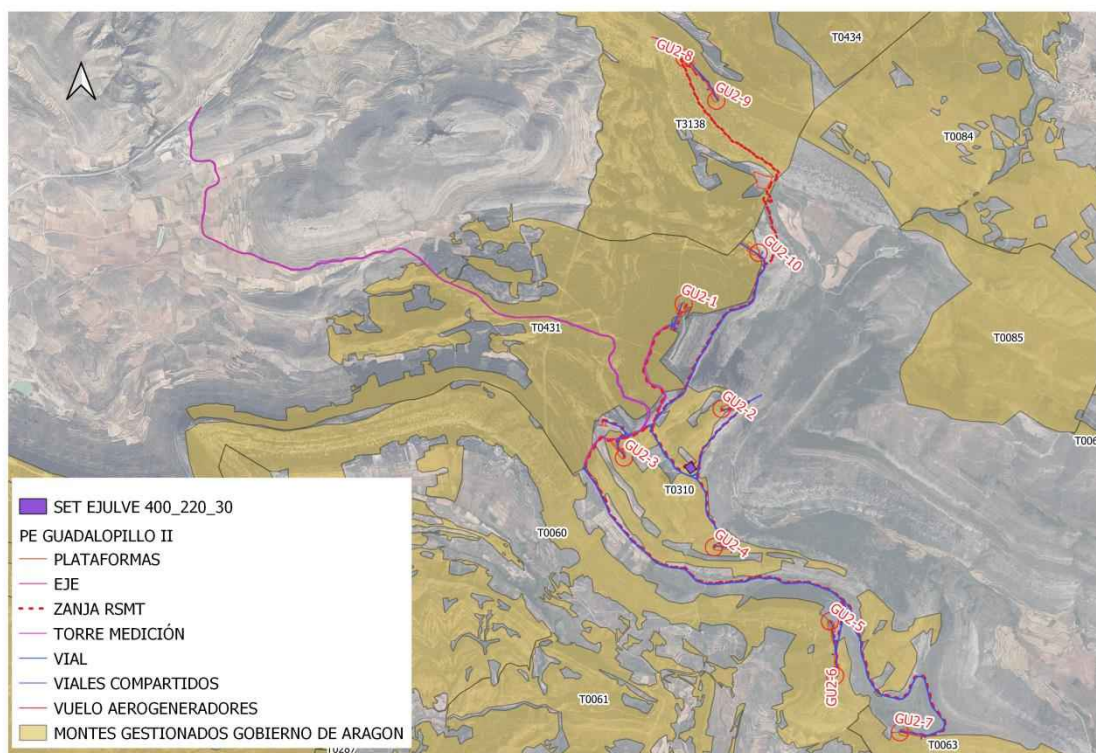 T0434
GU2-8
GU2-9
T3138
T0084
GU2-10
GU2-1
T0431
T0085
GU2-2
GU2-3
T006
T0310
T0060
GU2-4
GU2-5
GU2-6
T0061
GU2-7
T0063
T0287
SET EJULVE 400_220_30
PE GUADALOPILLO II
PLATAFORMAS
EJE
ZANJA RSMT
TORRE MEDICIÓN
VIAL
VIALES COMPARTIDOS
VUELO AEROGENERADORES
MONTES GESTIONADOS GOBIERNO DE ARAGON